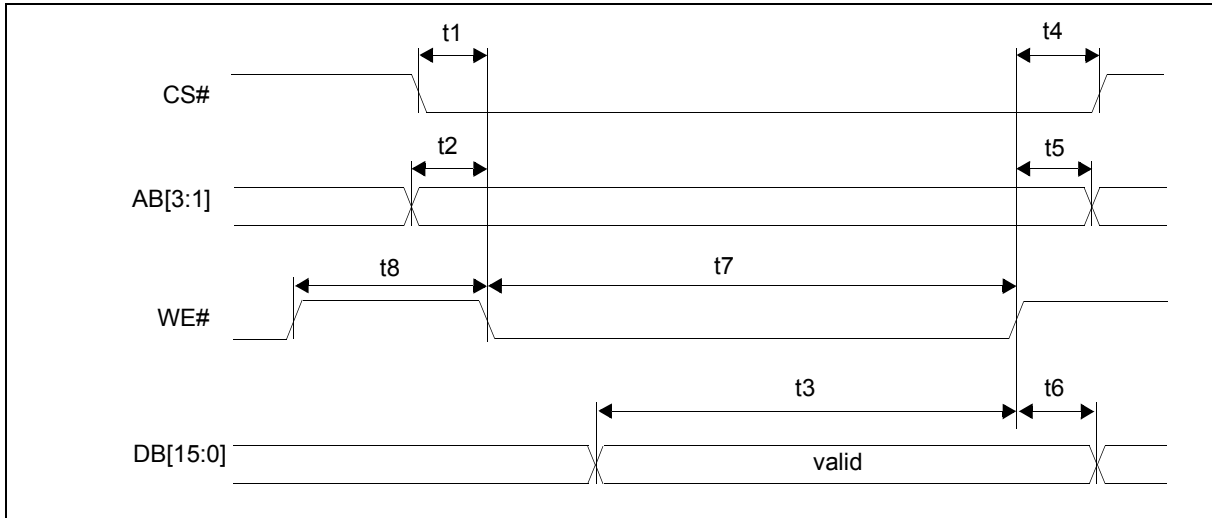 t1
t4
CS#
t2
t5
AB[3:1]
t8
t7
WE#
t3
t6
DB[15:0]
valid